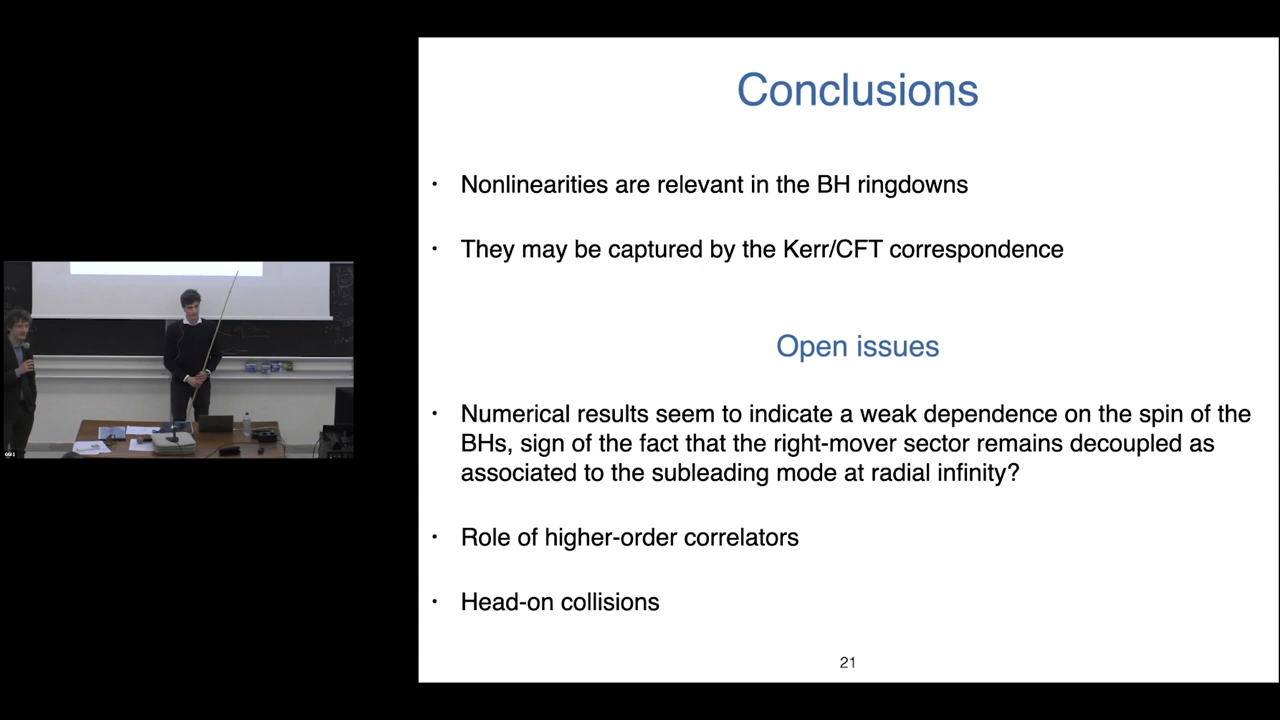 Conclusions
• Nonlinearities are relevant in the BH ringdowns
• They may be captured by the Kerr/CFT correspondence
Open issues
• Numerical results seem to indicate a weak dependence on the spin of the
BHs, sign of the fact that the right-mover sector remains decoupled as
associated to the subleading mode at radial infinity?
• Role of higher-order correlators
• Head-on collisions
21